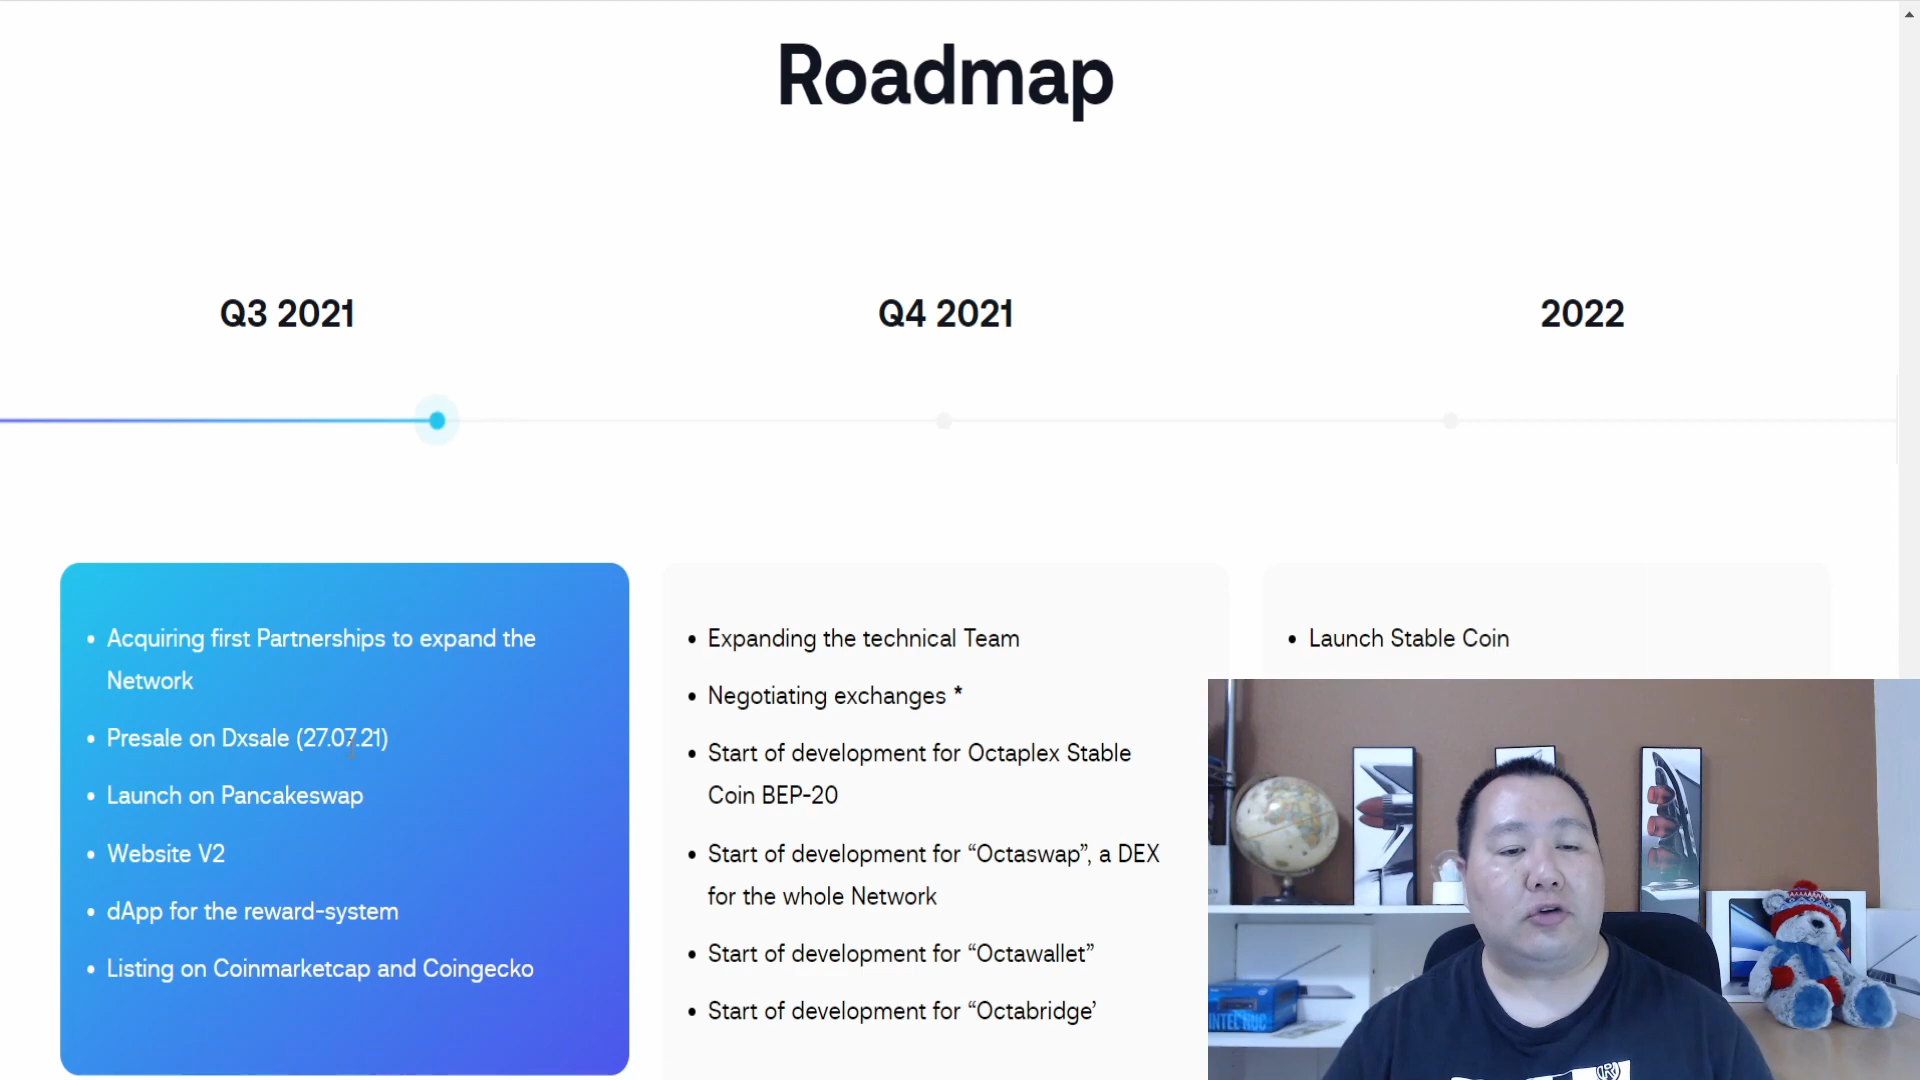 Roadmap
Q3 2021
Q4 2021
2022
• Acquiring first Partnerships to expand the
Network
• Presale on Dxsale (27.07.21)
• Launch on Pancakeswap
• Website V2
• dApp for the reward-system
• Listing on Coinmarketcap and Coingecko
• Expanding the technical Team
• Negotiating exchanges *
• Start of development for Octaplex Stable
Coin BEP-20
• Start of development for “Octaswap”, a DEX
for the whole Network
• Start of development for “Octawallet”
• Start of development for “Octabridge’
• Launch Stable Coin
INTEL NUC